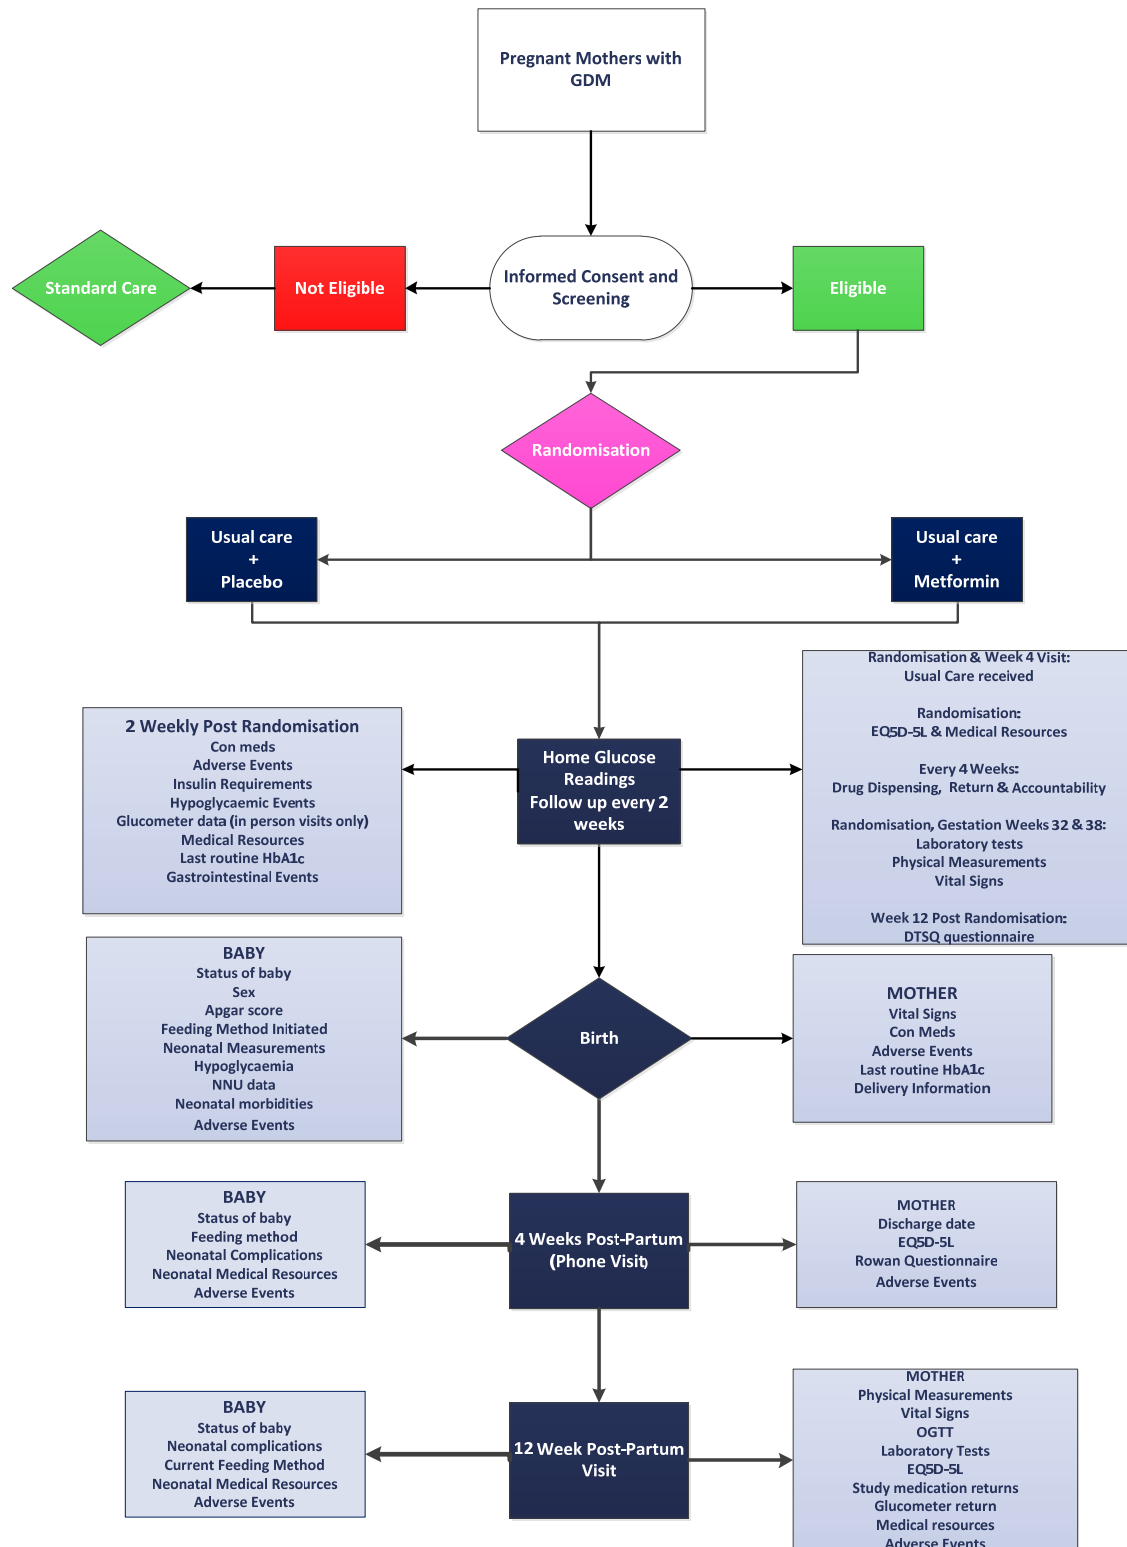 Pregnant Mothers with
GDM
Standard Care
Not Eligible
Informed Consent and
Screening
Eligible
Randomisation
Usual care
+
Placebo
Usual care
+
Metformin
2 Weekly Post Randomisation
Con meds
Adverse Events
Insulin Requirements
Hypoglycaemic Events
Glucometer data (in person visits only)
Medical Resources
Last routine HbA1c
Gastrointestinal Events
Home Glucose
Readings
Follow up every 2
weeks
Randomisation & Week 4 Visit:
Usual Care received
Randomisation:
EQ5D-5L & Medical Resources
Every 4 Weeks:
Drug Dispensing, Return & Accountability
Randomisation, Gestation Weeks 32 & 38:
Laboratory tests
Physical Measurements
Vital Signs
Week 12 Post Randomisation:
DTSQ questionnaire
BABY
Status of baby
Sex
Apgar score
Feeding Method Initiated
Neonatal Measurements
Hypoglycaemia
NNU data
Neonatal morbidities
Adverse Events
Birth
MOTHER
Vital Signs
Con Meds
Adverse Events
Last routine HbA1c
Delivery Information
BABY
Status of baby
Feeding method
Neonatal Complications
Neonatal Medical Resources
Adverse Events
4 Weeks Post-Partum
(Phone Visit)
MOTHER
Discharge date
EQ5D-5L
Rowan Questionnaire
Adverse Events
BABY
Status of baby
Neonatal complications
Current Feeding Method
Neonatal Medical Resources
Adverse Events
12 Week Post-Partum
Visit
MOTHER
Physical Measurements
Vital Signs
OGTT
Laboratory Tests
EQ5D-5L
Study medication returns
Glucometer return
Medical resources
Adverse Events